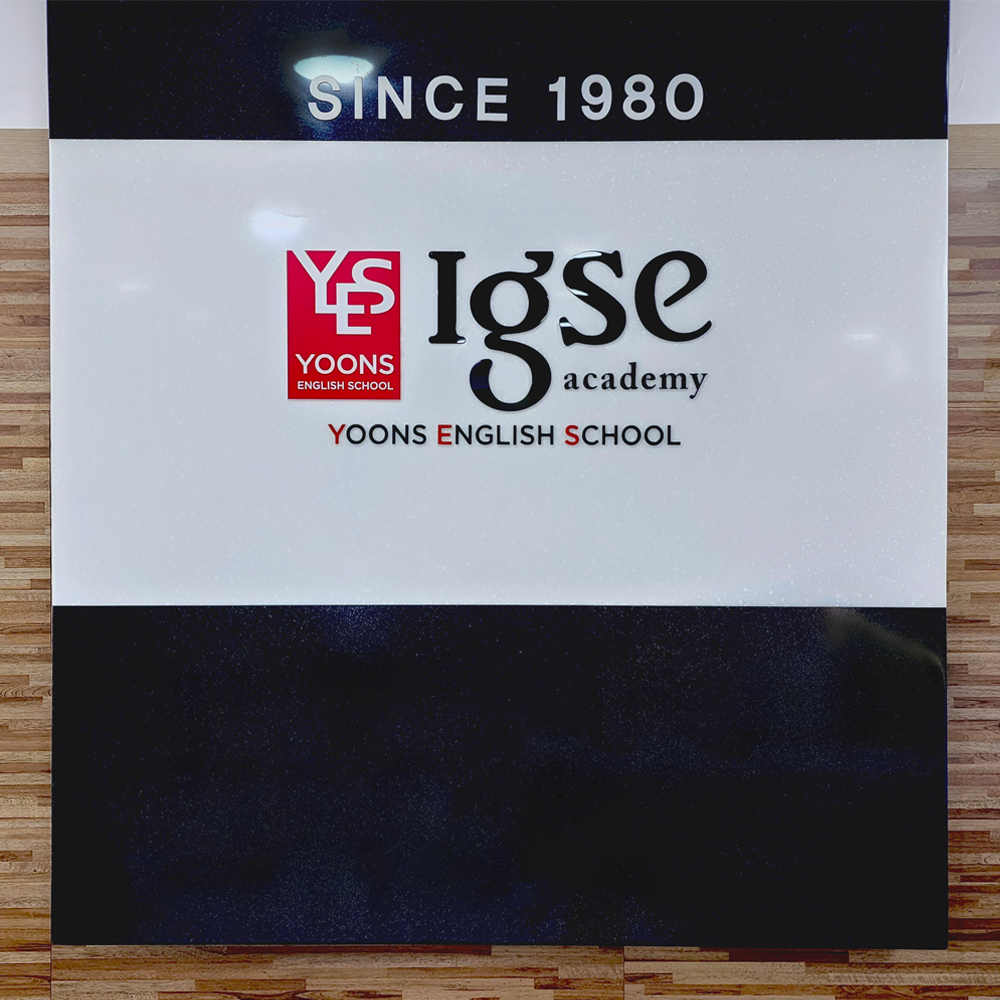 SINCE 1980
YES
YOONS
ENGLISH SCHOOL
Igse
academy
YOONS ENGLISH SCHOOL